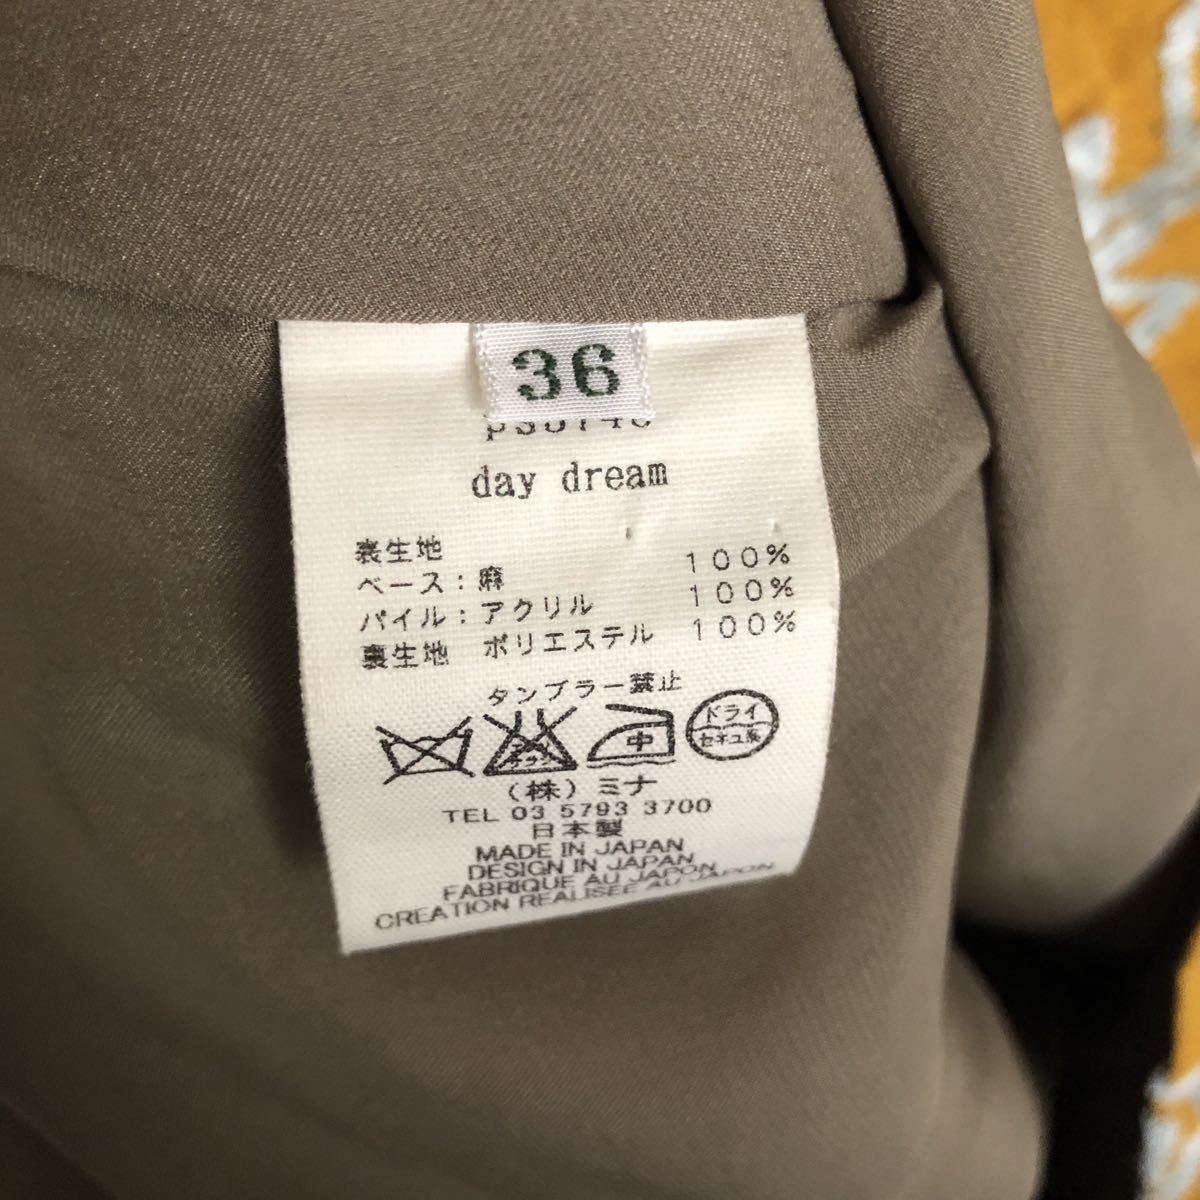 36
day dream
表生地 100%
ベース：麻 100%
パイル：アクリル 100%
裏生地 ポリエステル
タンブラー禁止
中
ドライ
セキユ系
（株）ミナ
TEL 03 5793 3700
日本製
MADE IN JAPAN
DESIGN IN JAPAN
FABRIQUE AU JAPON
CREATION REALISEE AU JAPON